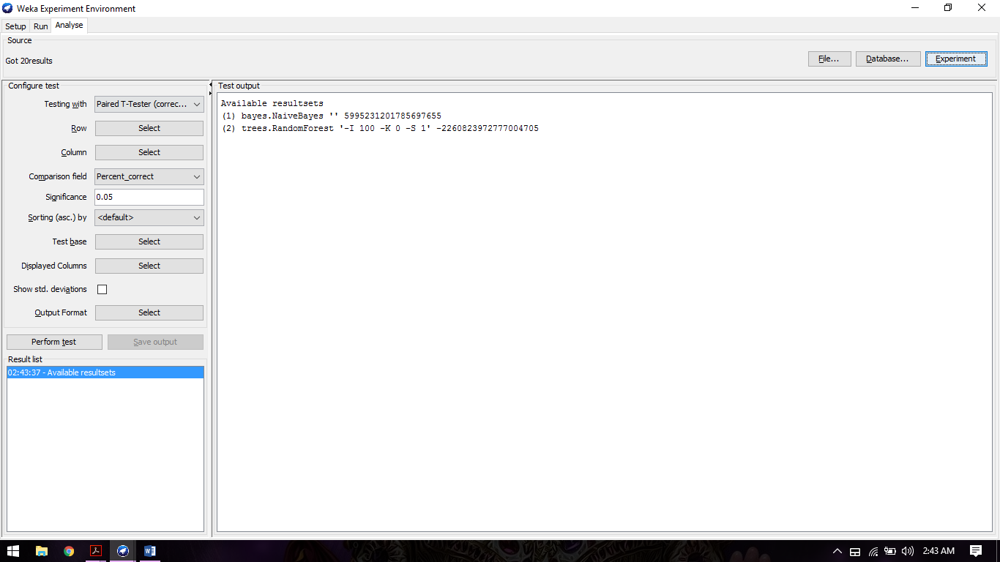 Weka Experiment Environment
Setup Run Analyse
Source
Got 20results
File... Database... Experiment
Configure test
Testing with Paired T-Tester (correc...
Row Select
Column Select
Comparison field Percent_correct
Significance 0.05
Sorting (asc.) by <default>
Test base Select
Displayed Columns Select
Show std. deviations
Output Format Select
Perform test Save output
Result list
02:43:37 - Available resultsets
Test output
Available resultsets
(1) bayes.NaiveBayes '' 5995231201785697655
(2) trees.RandomForest '-I 100 -K 0 -S 1' -2260823972777004705
2:43 AM